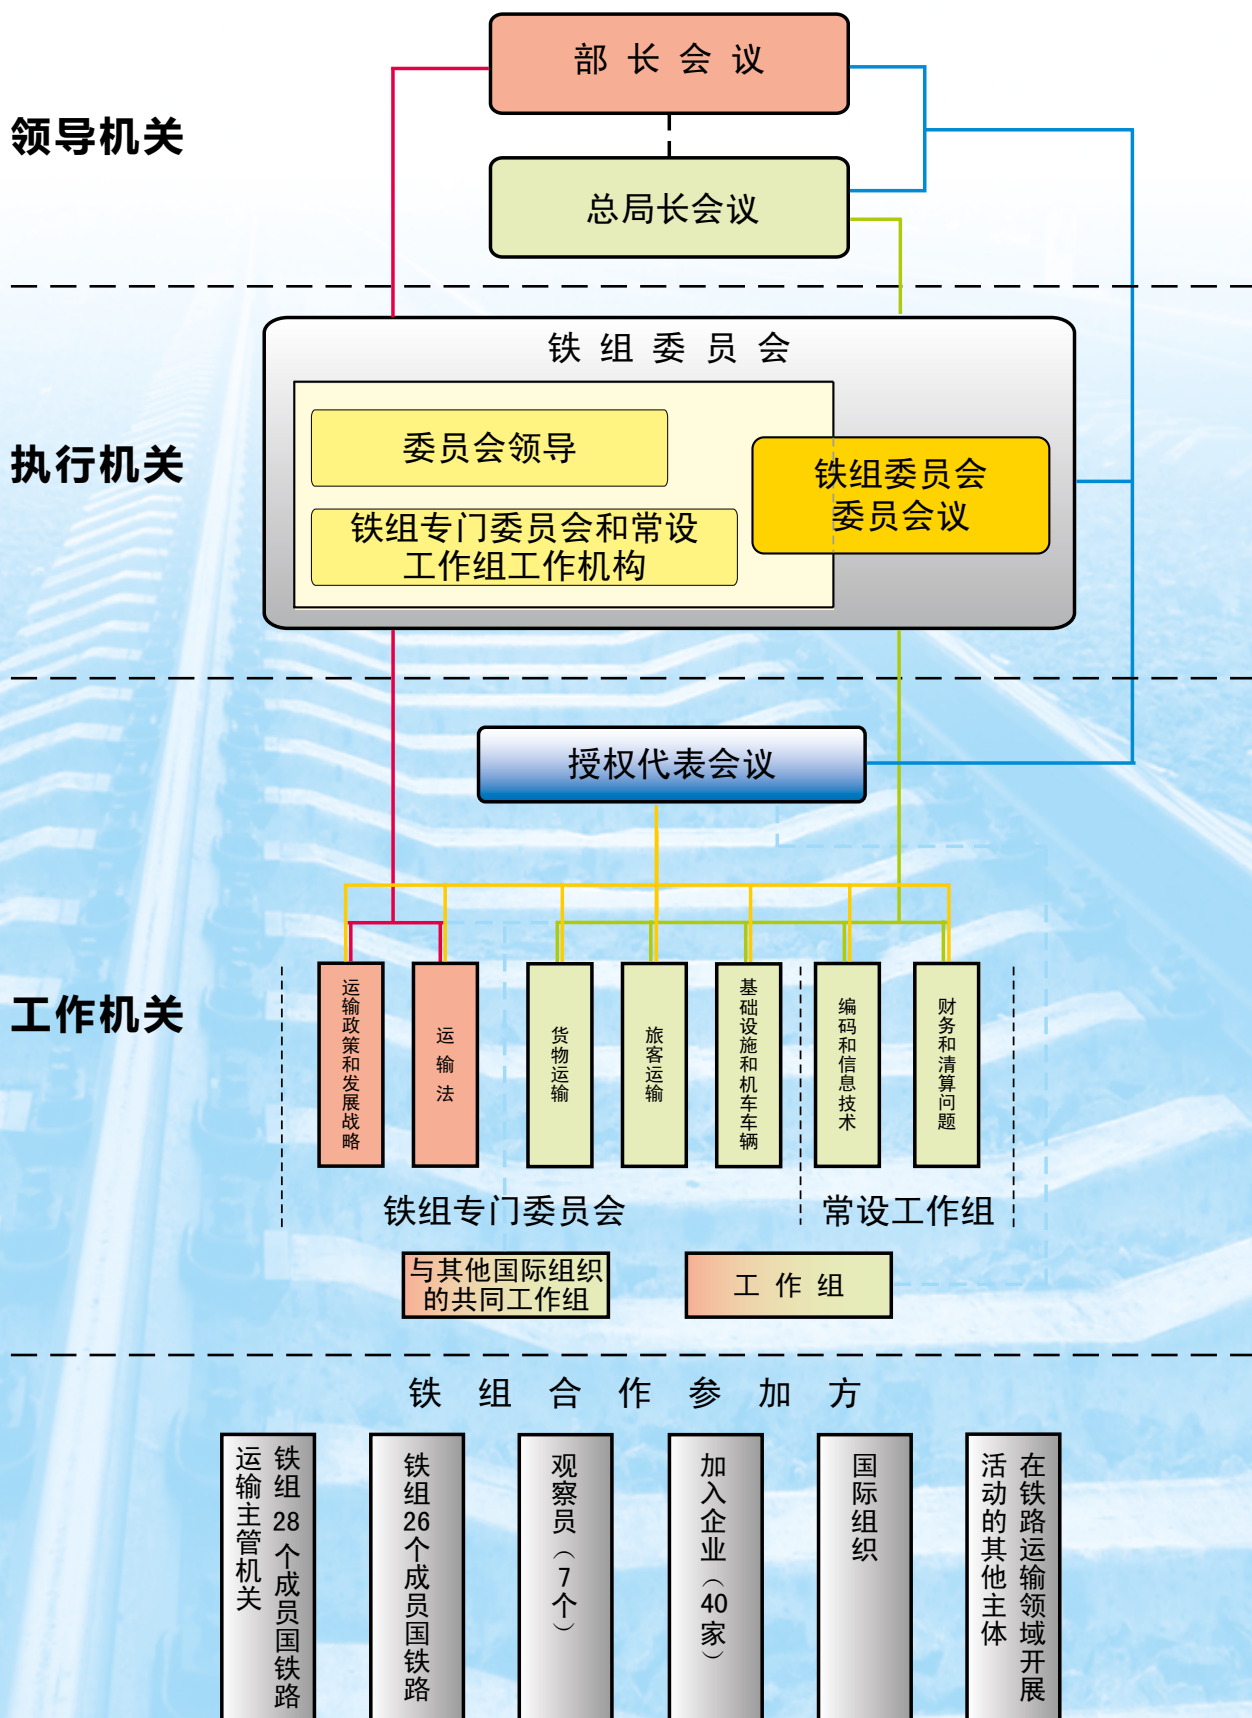 部长会议
领导机关
总局长会议
铁组委员会
委员会领导
执行机关
铁组委员会
委员会议
铁组专门委员会和常设
工作组工作机构
授权代表会议
工作机关
运输政策和发展战略
运输法
货物运输
旅客运输
基础设施和机车车辆
编码和信息技术
财务和清算问题
铁组专门委员会
常设工作组
与其他国际组织
的共同工作组
工作组
铁组合作参加方
铁组28个成员国铁路
运输主管机关
铁组26个成员国铁路
观察员（7个）
加入企业（40家）
国际组织
在铁路运输领域开展
活动的其他主体